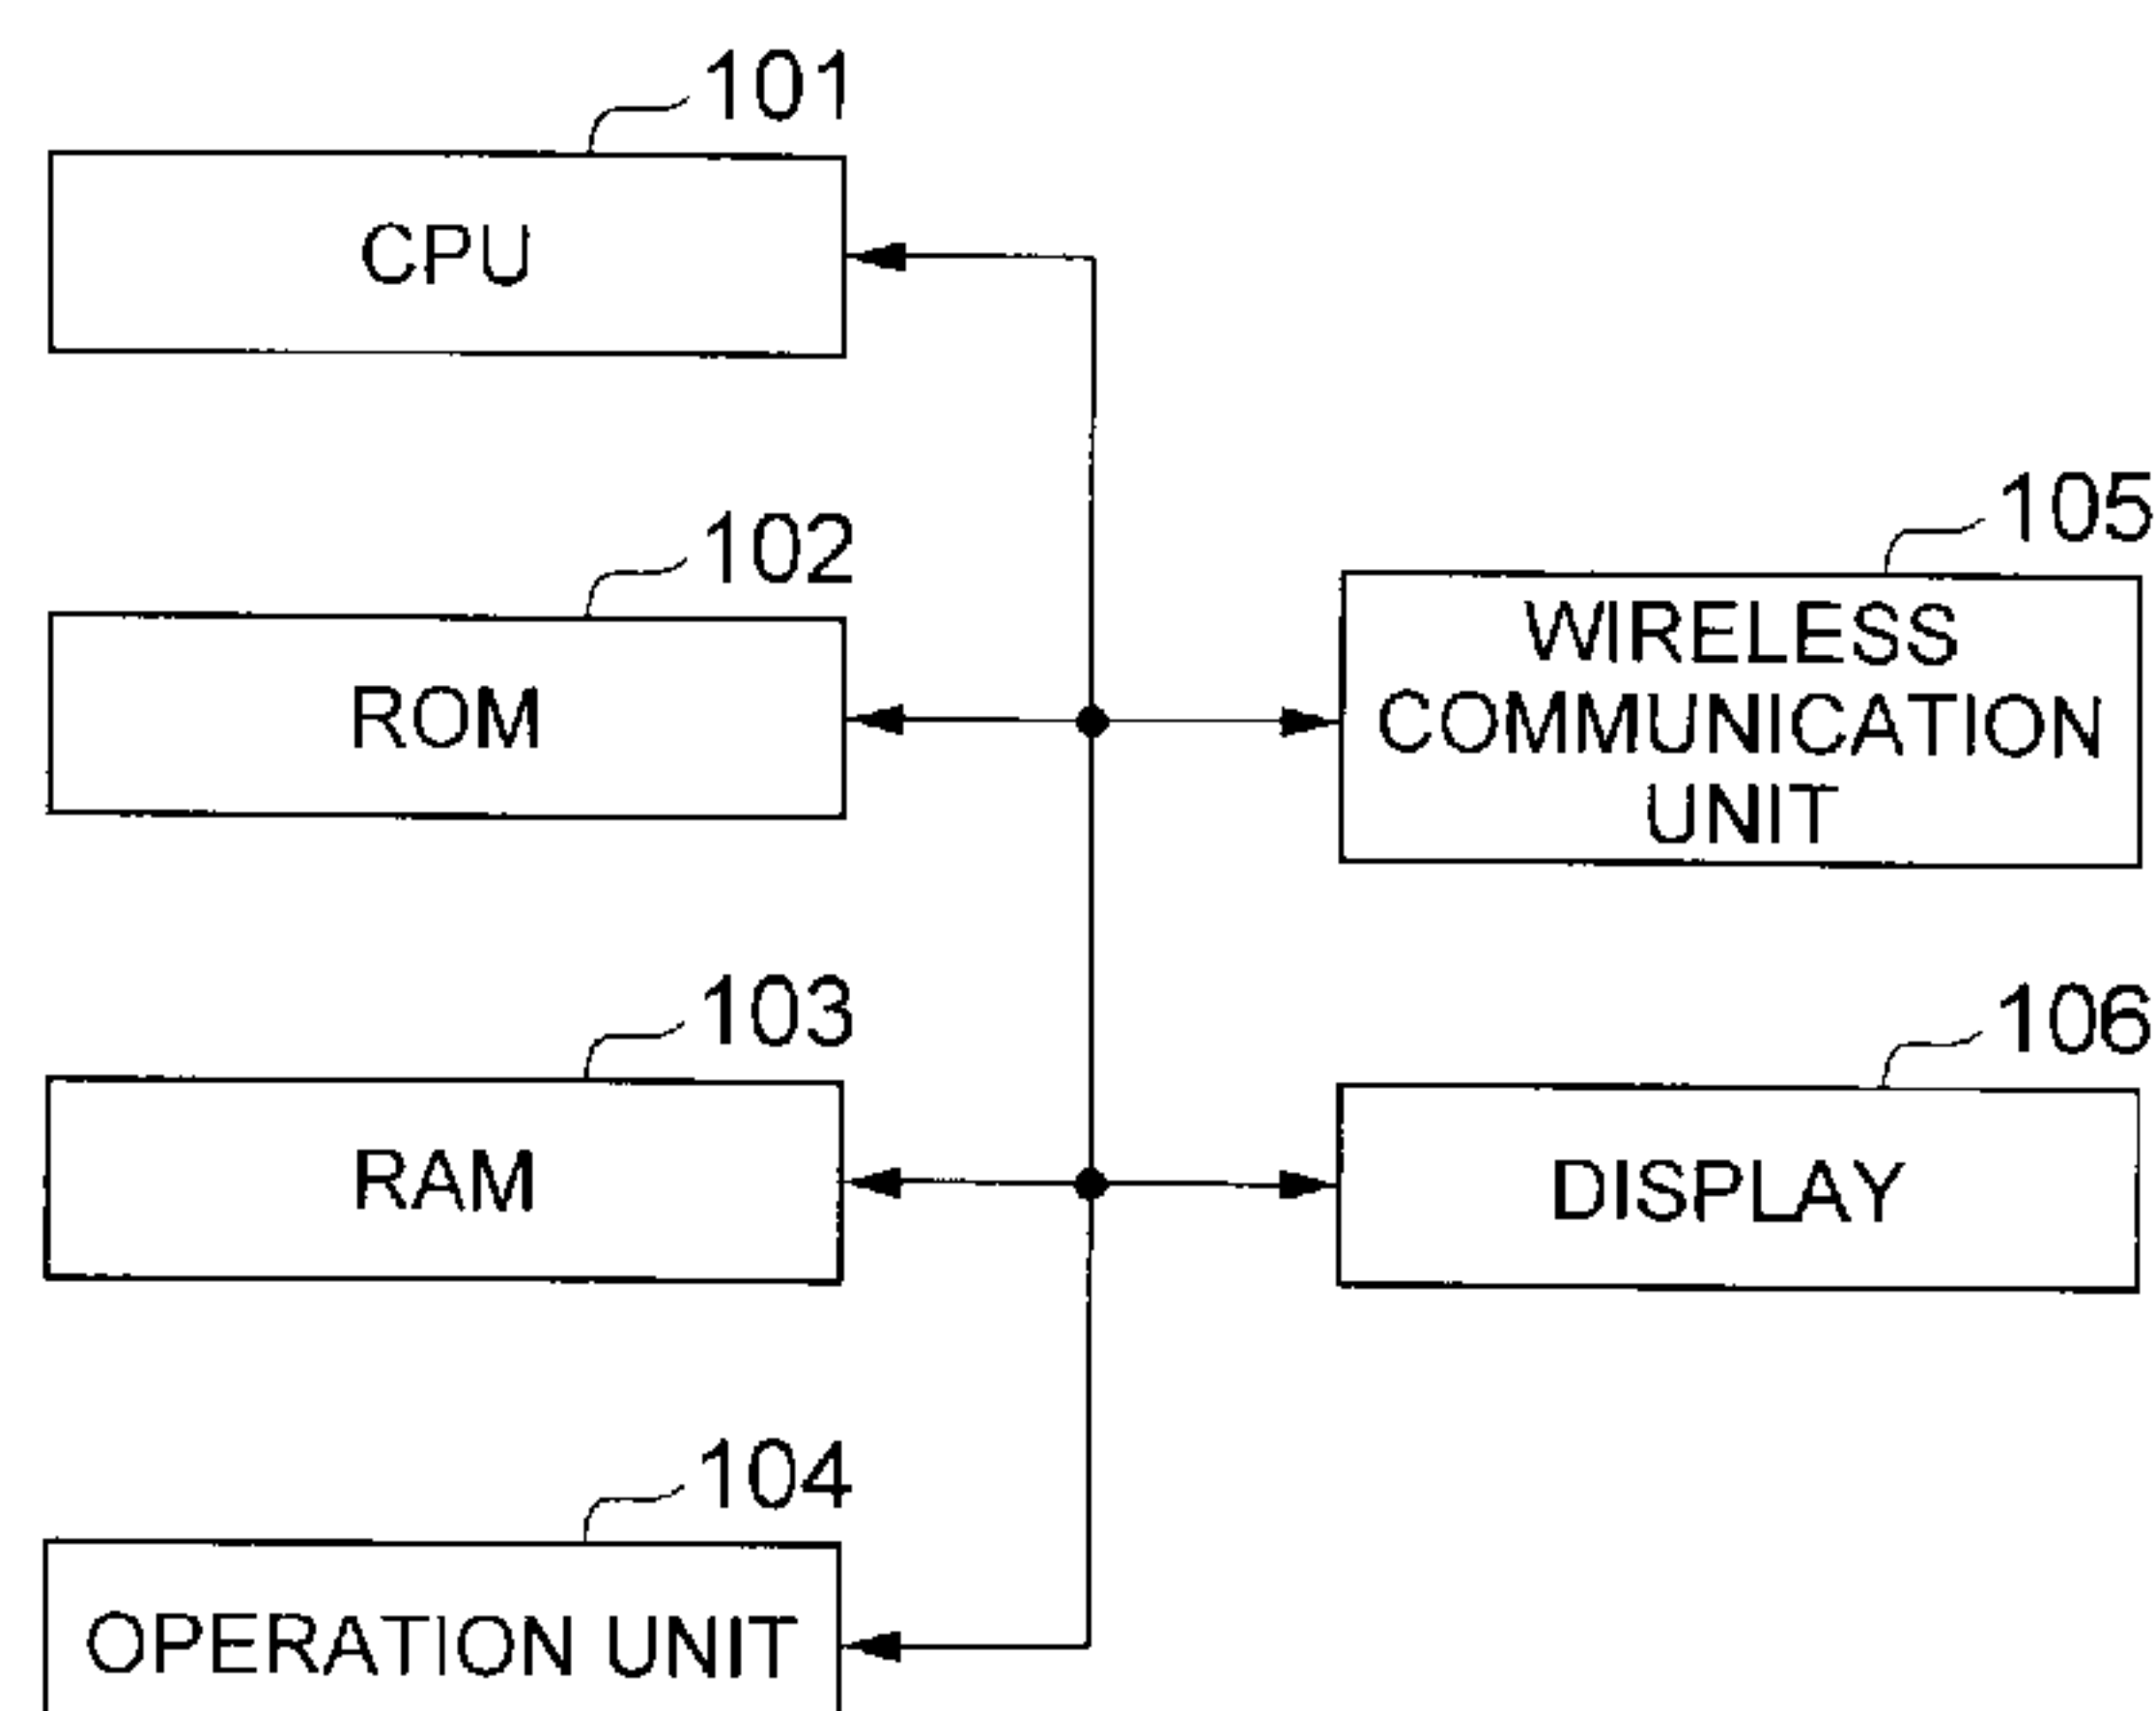 101
CPU
102
ROM
103
RAM
104
OPERATION UNIT
105
WIRELESS
COMMUNICATION
UNIT
106
DISPLAY